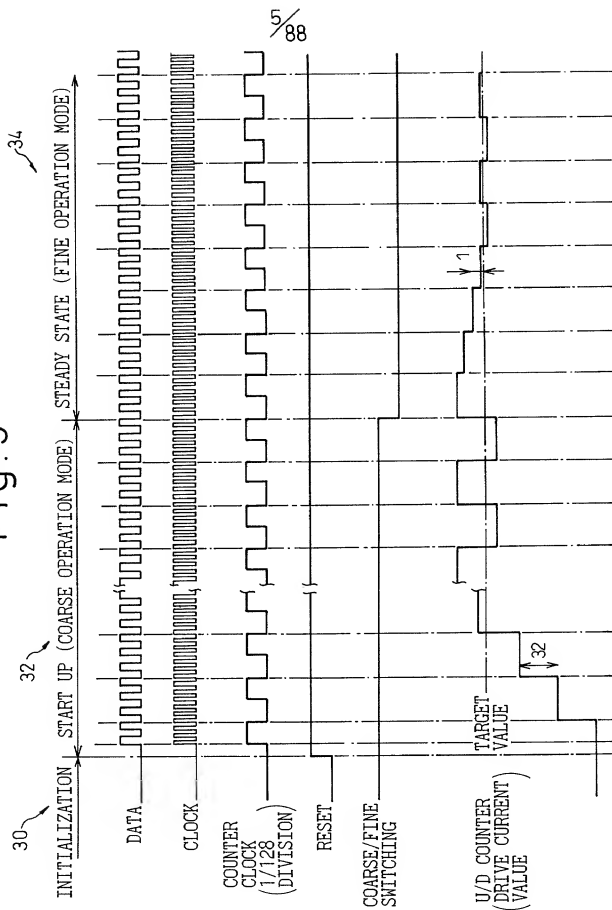 5/88
Fig.5
30
32
34
INITIALIZATION
START UP (COARSE OPERATION MODE)
STEADY STATE (FINE OPERATION MODE)
DATA
CLOCK
COUNTER
CLOCK
(1/128
DIVISION)
RESET
COARSE/FINE
SWITCHING
TARGET
VALUE
32
1
U/D COUNTER
(DRIVE CURRENT)
VALUE